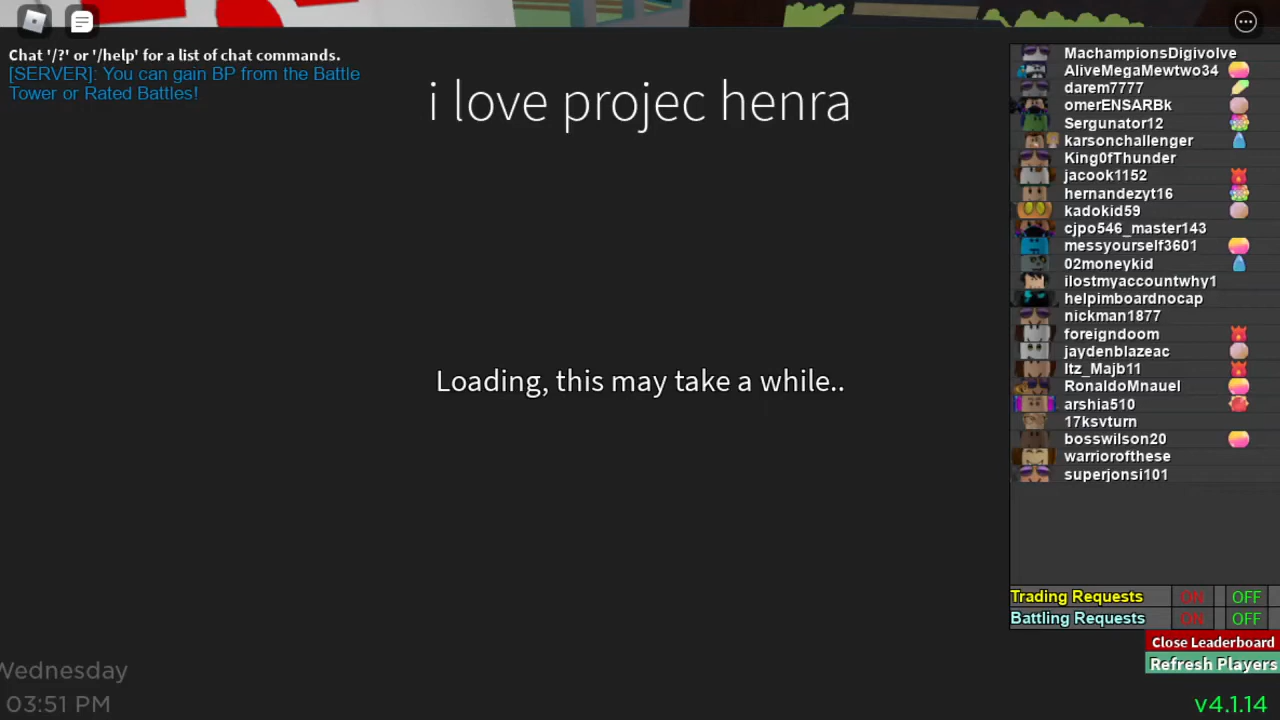 Chat '/?' or '/help' for a list of chat commands.
[SERVER]: You can gain BP from the Battle
Tower or Rated Battles!
i love projec henra
Loading, this may take a while..
MachampionsDigivolve
AliveMegaMewtwo34
darem7777
omerENSARBk
Sergunator12
karsonchallenger
King0fThunder
jacook1152
hernandezyt16
kadokid59
cjpo546_master143
messyourself3601
02moneykid
ilostmyaccountwhy1
helpimboardnocap
nickman1877
foreigndoom
jaydenblazeac
Itz_Majb11
RonaldoMnauel
arshia510
17ksvturn
bosswilson20
warriorofthese
superjonsi101
Trading Requests ON OFF
Battling Requests ON OFF
Close Leaderboard
Refresh Players
Wednesday
03:51 PM
v4.1.14